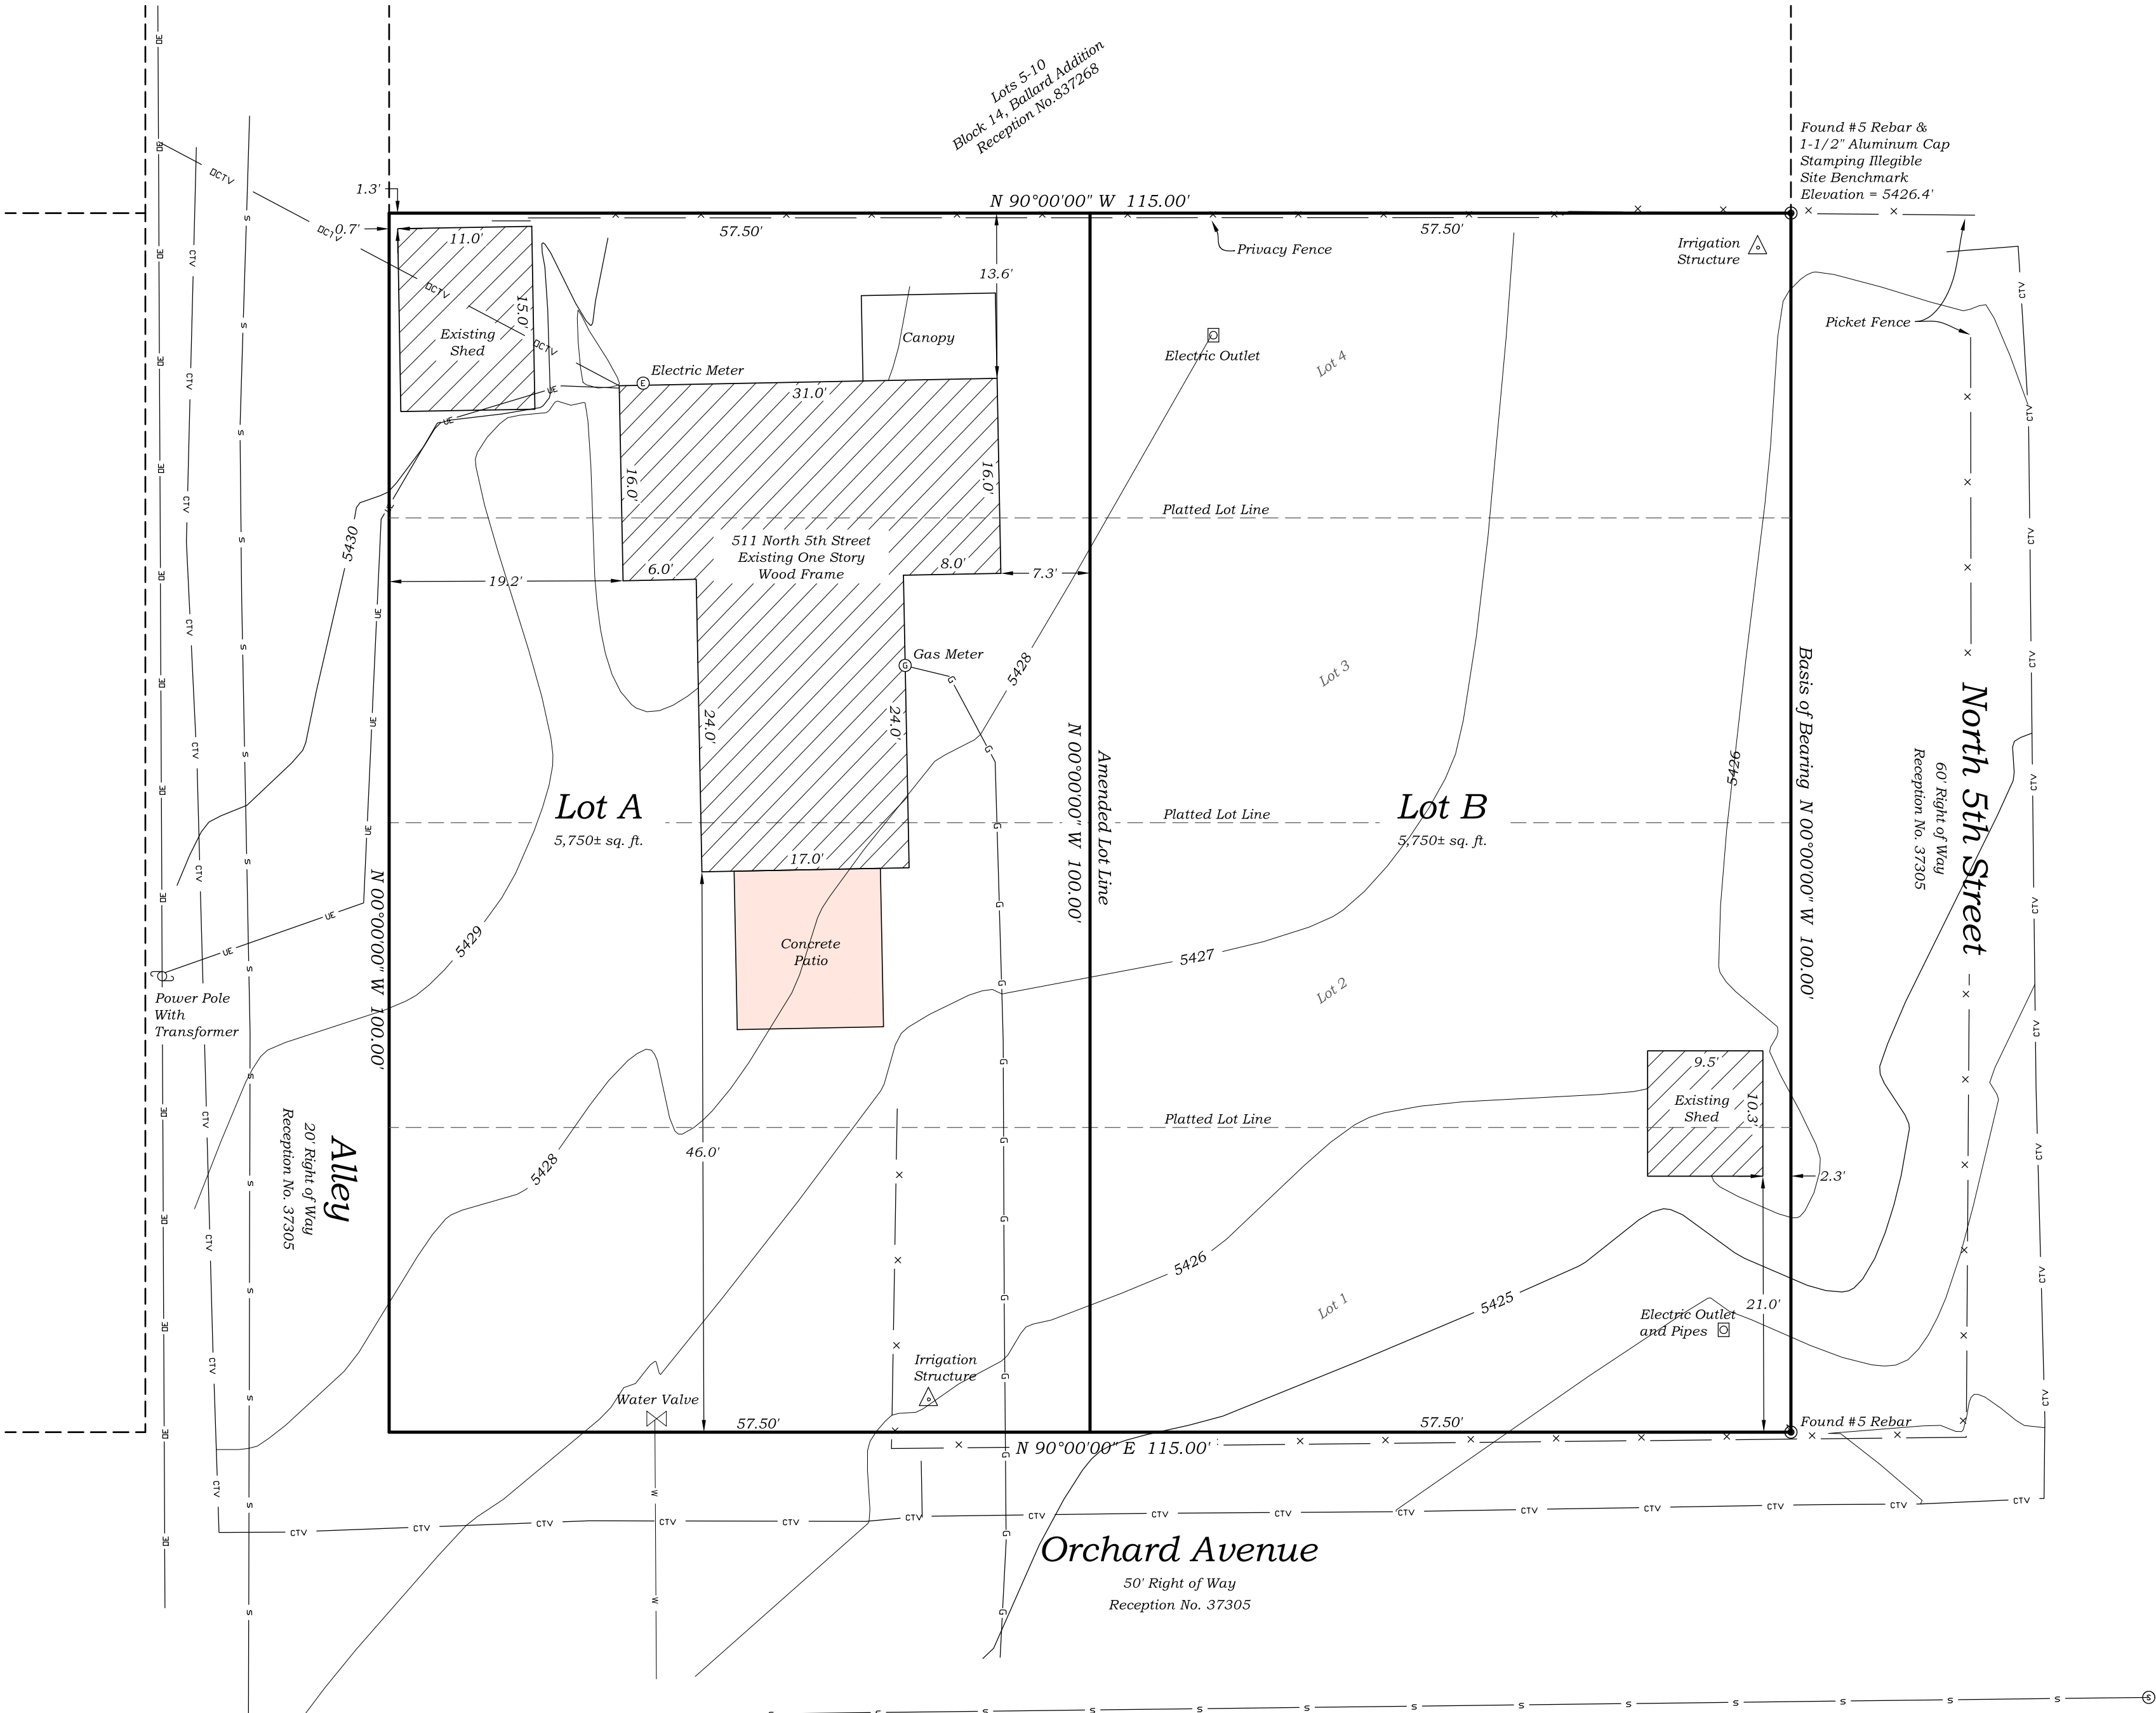 Lots 5-10
Block 14, Ballard Addition
Reception No.837268
Found #5 Rebar &
1-1/2" Aluminum Cap
Stamping Illegible
Site Benchmark
Elevation = 5426.4'
1.3'
N 90°00'00" W 115.00'
0.7'
11.0'
57.50'
57.50'
Privacy Fence
Irrigation
Structure
13.6'
15.0'
Existing
Shed
Canopy
Picket Fence
Electric Outlet
Lot 4
Electric Meter
E
31.0'
16.0'
16.0'
Platted Lot Line
5430
511 North 5th Street
Existing One Story
Wood Frame
19.2'
6.0'
8.0'
7.3'
Gas Meter
G
5428
Lot 3
24.0'
24.0'
N 00°00'00" W 100.00'
Amended Lot Line
5426
Basis of Bearing N 00°00'00" W 100.00'
North 5th Street
60' Right of Way
Reception No. 37305
Lot A
5,750± sq. ft.
Platted Lot Line
Lot B
5,750± sq. ft.
17.0'
N 00°00'00" W 100.00'
5429
Concrete
Patio
5427
Lot 2
Power Pole
With
Transformer
Alley
20' Right of Way
Reception No. 37305
9.5'
Existing
Shed
10.3'
Platted Lot Line
46.0'
5428
2.3'
5426
Lot 1
5425
21.0'
Electric Outlet
and Pipes
Irrigation
Structure
Water Valve
57.50'
57.50'
Found #5 Rebar
N 90°00'00" E 115.00'
Orchard Avenue
50' Right of Way
Reception No. 37305
OE
OCTV
CTV
UE
S
G
W
CTV
S